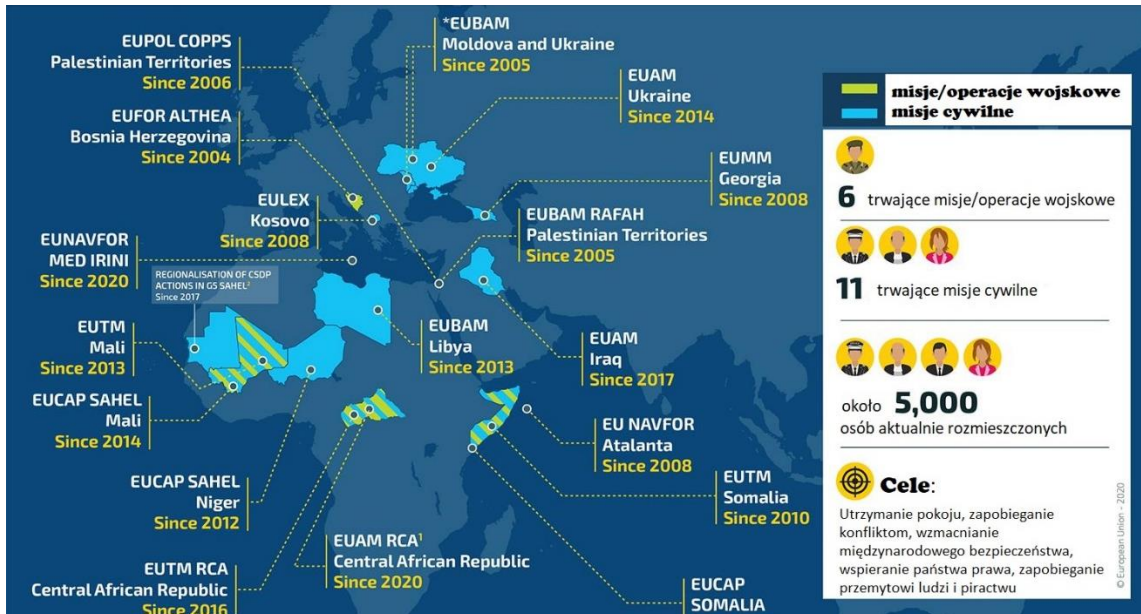 EUPOL COPPS
Palestinian Territories
Since 2006
*EUBAM
Moldova and Ukraine
Since 2005
EUAM
Ukraine
Since 2014
EUFOR ALTHEA
Bosnia Herzegovina
Since 2004
EUMM
Georgia
Since 2008
EULEX
Kosovo
Since 2008
EUBAM RAFAH
Palestinian Territories
Since 2005
EUNAVFOR
MED IRINI
Since 2020
REGIONALISATION OF CSDP
ACTIONS IN G5 SAHEL²
Since 2017
EUTM
Mali
Since 2013
EUBAM
Libya
Since 2013
EUAM
Iraq
Since 2017
EUCAP SAHEL
Mali
Since 2014
EU NAVFOR
Atalanta
Since 2008
EUCAP SAHEL
Niger
Since 2012
EUTM
Somalia
Since 2010
EUAM RCA¹
Central African Republic
Since 2020
EUTM RCA
Central African Republic
Since 2016
EUCAP
SOMALIA
misje/operacje wojskowe
misje cywilne
6 trwające misje/operacje wojskowe
11 trwające misje cywilne
około 5,000
osób aktualnie rozmieszczonych
Cele:
Utrzymanie pokoju, zapobieganie
konfliktom, wzmacnianie
międzynarodowego bezpieczeństwa,
wspieranie państwa prawa, zapobieganie
przemytowi ludzi i piractwu
© European Union - 2020